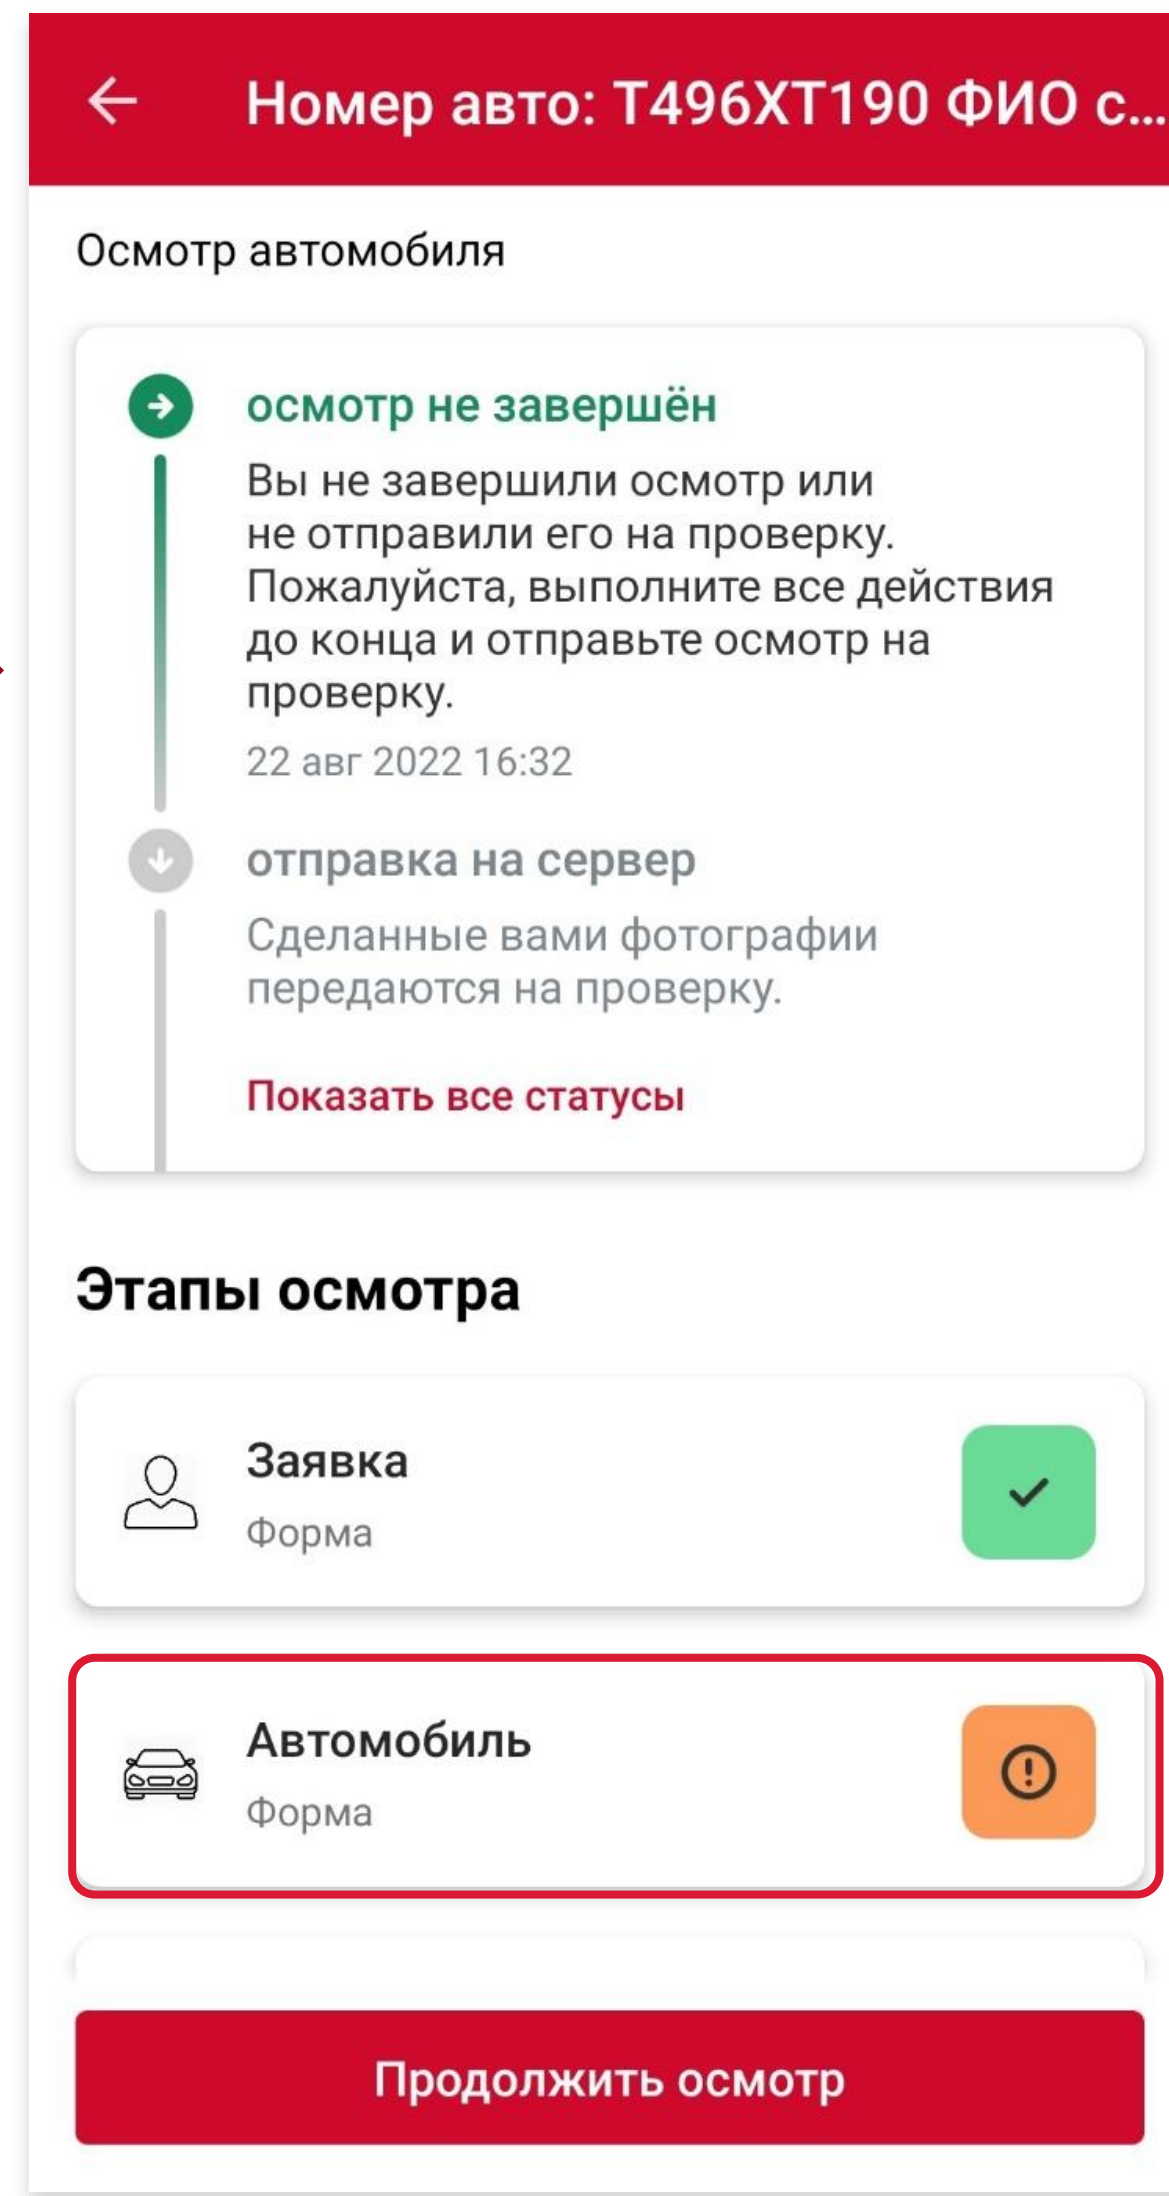 Номер авто: Т496ХТ190 ФИО с...
Осмотр автомобиля
осмотр не завершён
Вы не завершили осмотр или
не отправили его на проверку.
Пожалуйста, выполните все действия
до конца и отправьте осмотр на
проверку.
22 авг 2022 16:32
отправка на сервер
Сделанные вами фотографии
передаются на проверку.
Показать все статусы
Этапы осмотра
Заявка
Форма
Автомобиль
Форма
Продолжить осмотр